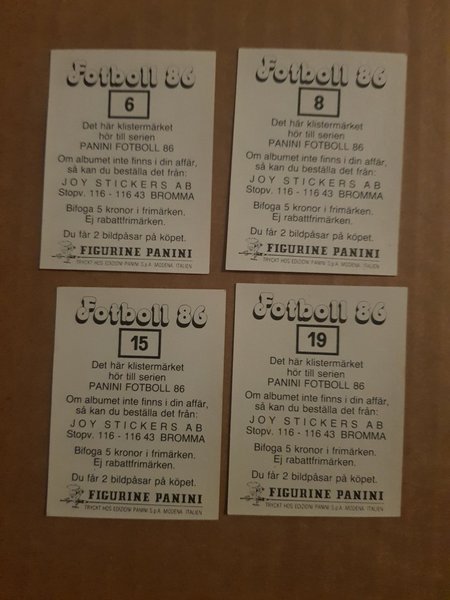 Fotboll 86
6
Det här klistermärket
hör till serien
PANINI FOTBOLL 86
Om albumet inte finns i din affär,
så kan du beställa det från:
JOY STICKERS AB
Stopv. 116 - 116 43 BROMMA
Bifoga 5 kronor i frimärken.
Ej rabattfrimärken.
Du får 2 bildpåsar på köpet.
FIGURINE PANINI
TRYCKT HOS EDIZIONI PANINI S.p.A. MODENA, ITALIEN
Fotboll 86
8
Det här klistermärket
hör till serien
PANINI FOTBOLL 86
Om albumet inte finns i din affär,
så kan du beställa det från:
JOY STICKERS AB
Stopv. 116 - 116 43 BROMMA
Bifoga 5 kronor i frimärken.
Ej rabattfrimärken.
Du får 2 bildpåsar på köpet.
FIGURINE PANINI
TRYCKT HOS EDIZIONI PANINI S.p.A. MODENA, ITALIEN
Fotboll 86
15
Det här klistermärket
hör till serien
PANINI FOTBOLL 86
Om albumet inte finns i din affär,
så kan du beställa det från:
JOY STICKERS AB
Stopv. 116 - 116 43 BROMMA
Bifoga 5 kronor i frimärken.
Ej rabattfrimärken.
Du får 2 bildpåsar på köpet.
FIGURINE PANINI
TRYCKT HOS EDIZIONI PANINI S.p.A. MODENA, ITALIEN
Fotboll 86
19
Det här klistermärket
hör till serien
PANINI FOTBOLL 86
Om albumet inte finns i din affär,
så kan du beställa det från:
JOY STICKERS AB
Stopv. 116 - 116 43 BROMMA
Bifoga 5 kronor i frimärken.
Ej rabattfrimärken.
Du får 2 bildpåsar på köpet.
FIGURINE PANINI
TRYCKT HOS EDIZIONI PANINI S.p.A. MODENA, ITALIEN